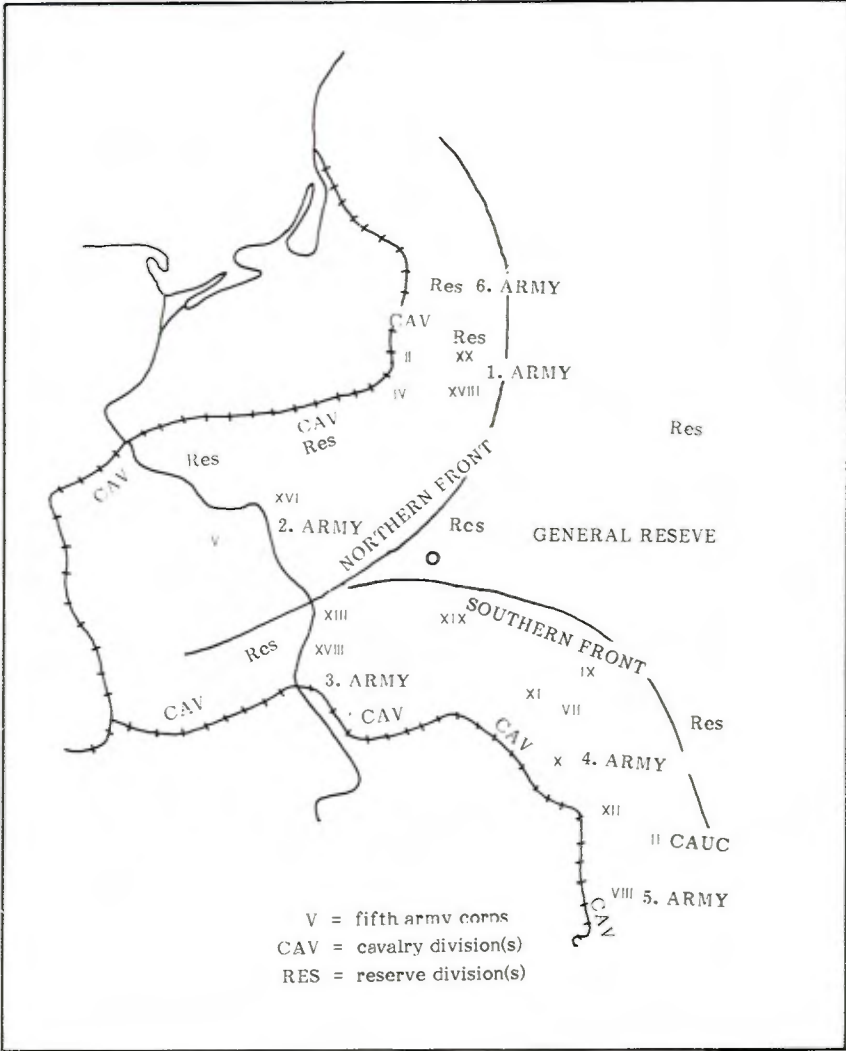 Res 6. ARMY
CAV
Res
II
XX
1. ARMY
IV
XVIII
CAV
Res
Res
Res
CAV
XVI
2. ARMY
NORTHERN FRONT
Res
V
GENERAL RESEVE
XIII
XIX
SOUTHERN FRONT
Res
XVIII
IX
3. ARMY
XI
VII
CAV
CAV
CAV
Res
X
4. ARMY
XII
II CAUC
VIII 5. ARMY
CAV
V = fifth army corps
CAV = cavalry division(s)
RES = reserve division(s)